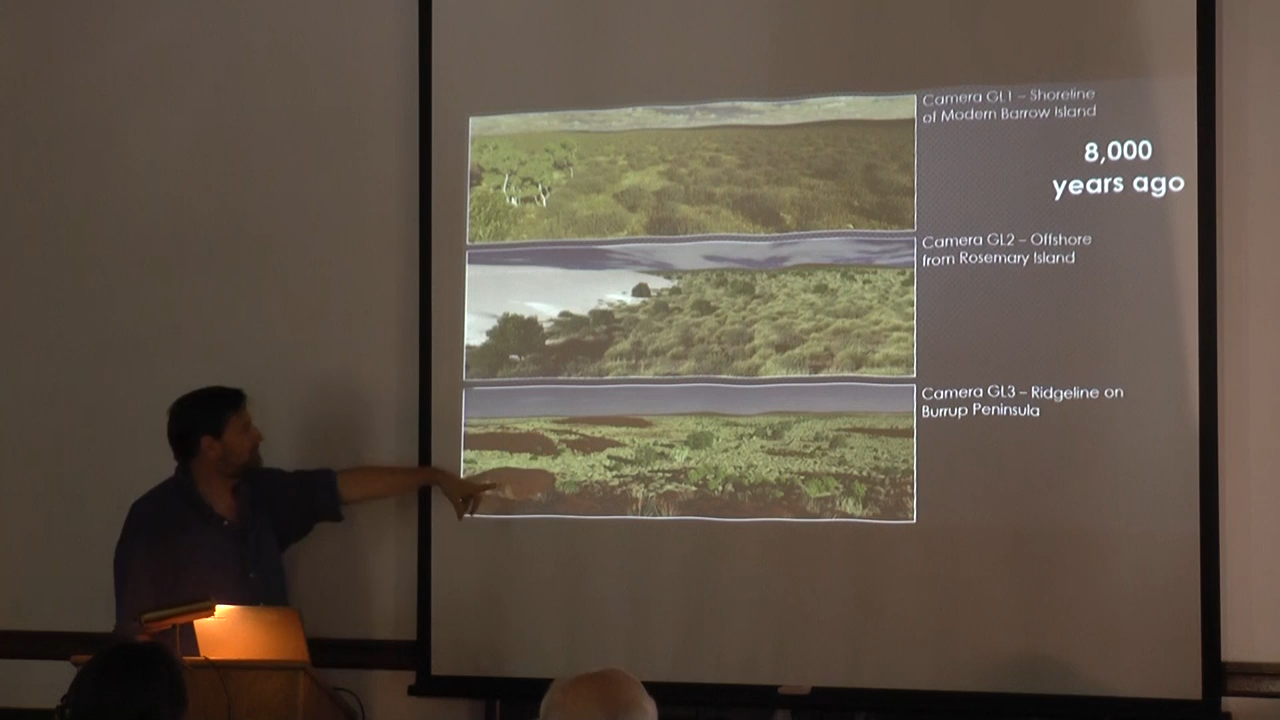 Camera GL1 – Shoreline
of Modern Barrow Island
8,000
years ago
Camera GL2 – Offshore
from Rosemary Island
Camera GL3 – Ridgeline on
Burrup Peninsula